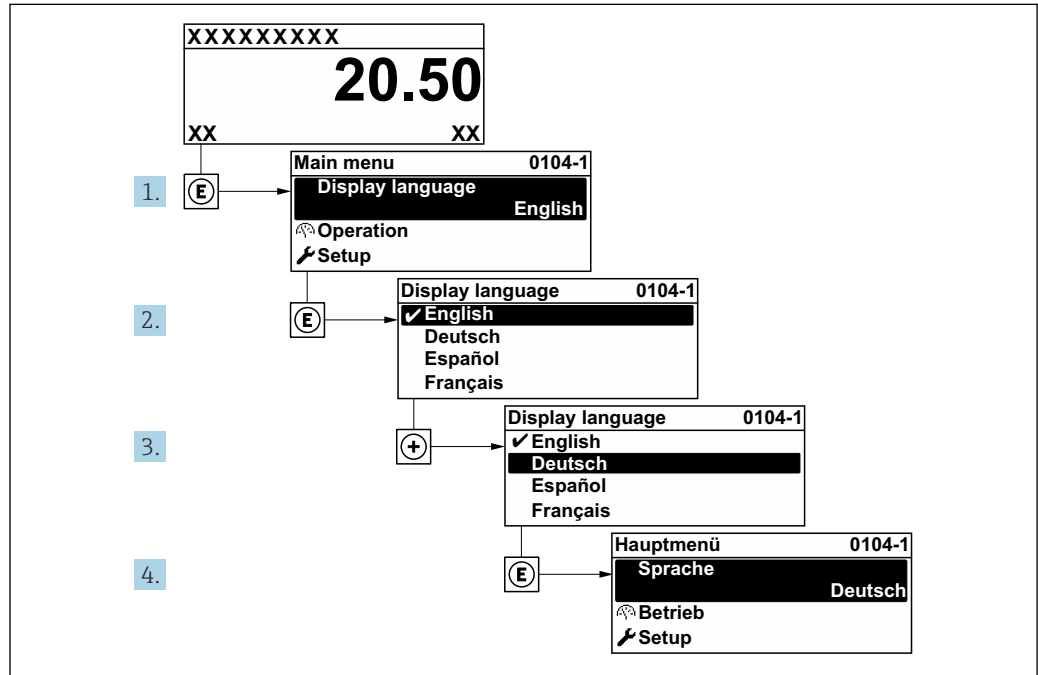 XXXXXXXXX
20.50
XX XX
Main menu 0104-1
1. E Display language
English
Operation
Setup
Display language 0104-1
2. E ✔English
Deutsch
Español
Français
Display language 0104-1
3. + ✔English
Deutsch
Español
Français
Hauptmenü 0104-1
4. E Sprache
Deutsch
Betrieb
Setup